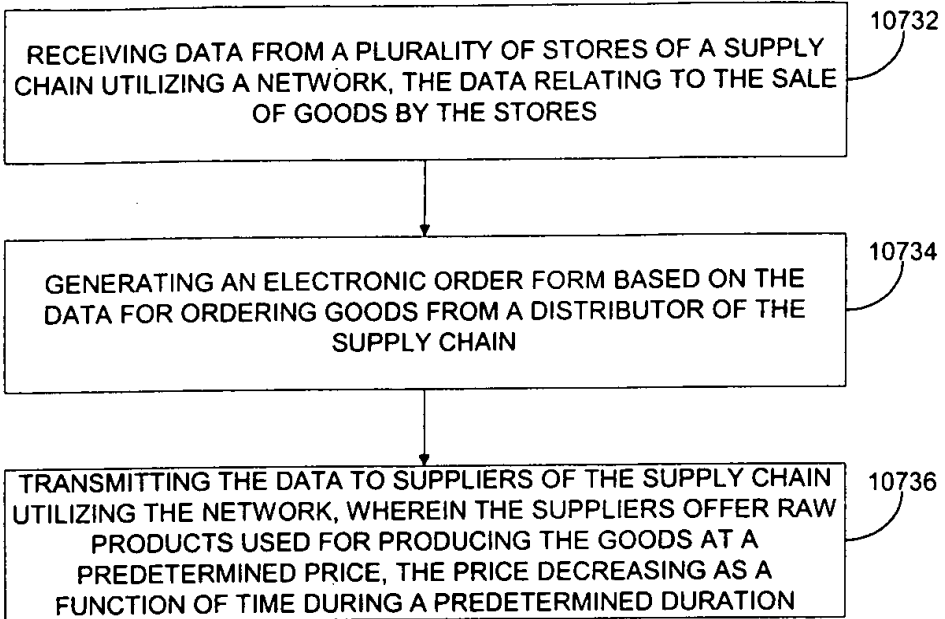 10732
RECEIVING DATA FROM A PLURALITY OF STORES OF A SUPPLY
CHAIN UTILIZING A NETWORK, THE DATA RELATING TO THE SALE
OF GOODS BY THE STORES
10734
GENERATING AN ELECTRONIC ORDER FORM BASED ON THE
DATA FOR ORDERING GOODS FROM A DISTRIBUTOR OF THE
SUPPLY CHAIN
10736
TRANSMITTING THE DATA TO SUPPLIERS OF THE SUPPLY CHAIN
UTILIZING THE NETWORK, WHEREIN THE SUPPLIERS OFFER RAW
PRODUCTS USED FOR PRODUCING THE GOODS AT A
PREDETERMINED PRICE, THE PRICE DECREASING AS A
FUNCTION OF TIME DURING A PREDETERMINED DURATION